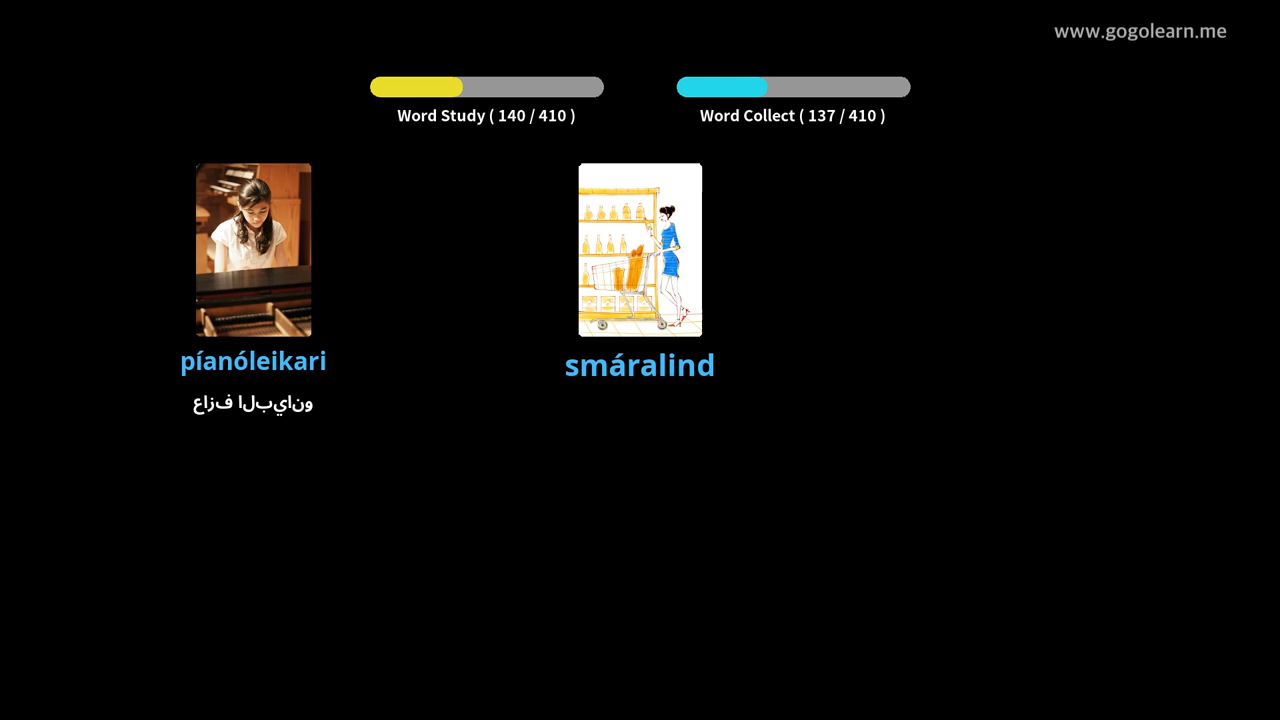 www.gogolearn.me
Word Study ( 140 / 410 )
Word Collect ( 137 / 410 )
píanóleikari
smáralind
عازف البيانو